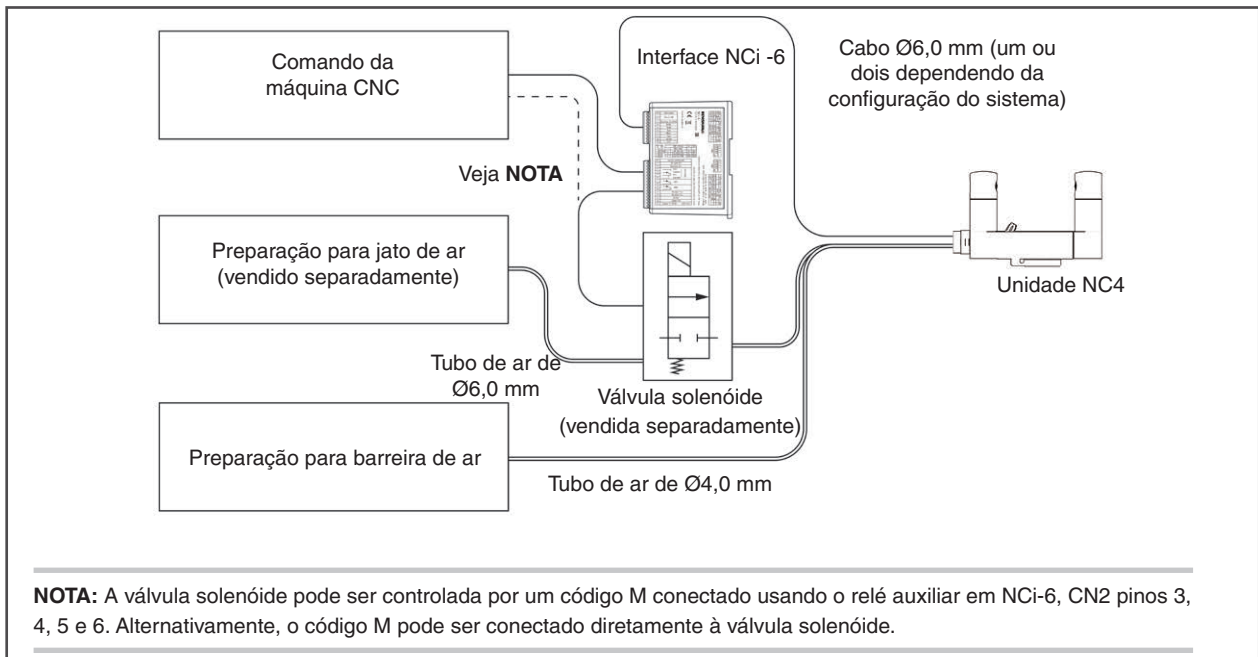 Comando da
máquina CNC
Interface NCi -6
Cabo Ø6,0 mm (um ou
dois dependendo da
configuração do sistema)
Veja NOTA
Preparação para jato de ar
(vendido separadamente)
Unidade NC4
Tubo de ar de
Ø6,0 mm
Válvula solenóide
(vendida separadamente)
Preparação para barreira de ar
Tubo de ar de Ø4,0 mm
NOTA: A válvula solenóide pode ser controlada por um código M conectado usando o relé auxiliar em NCi-6, CN2 pinos 3,
4, 5 e 6. Alternativamente, o código M pode ser conectado diretamente à válvula solenóide.